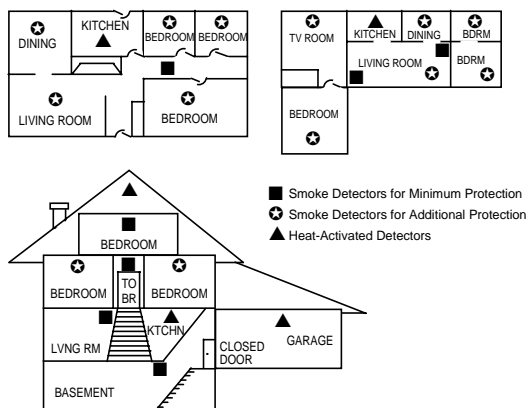 DINING
KITCHEN
BEDROOM
BEDROOM
LIVING ROOM
BEDROOM
TV ROOM
KITCHEN
DINING
BDRM
LIVING ROOM
BDRM
BEDROOM
Smoke Detectors for Minimum Protection
Smoke Detectors for Additional Protection
Heat-Activated Detectors
BEDROOM
BEDROOM
TO
BR
BEDROOM
LVNG RM
KTCHN
CLOSED
DOOR
GARAGE
BASEMENT